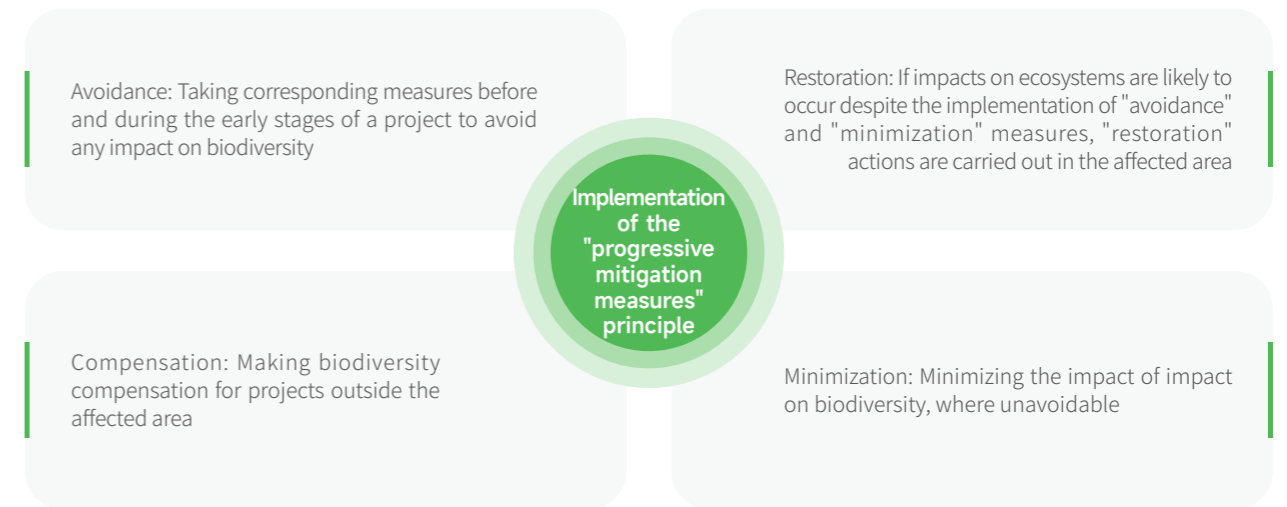 Avoidance: Taking corresponding measures before
and during the early stages of a project to avoid
any impact on biodiversity
Restoration: If impacts on ecosystems are likely to
occur despite the implementation of "avoidance"
and "minimization" measures, "restoration"
actions are carried out in the affected area
Implementation
of the
"progressive
mitigation
measures"
principle
Compensation: Making biodiversity
compensation for projects outside the
affected area
Minimization: Minimizing the impact of impact
on biodiversity, where unavoidable